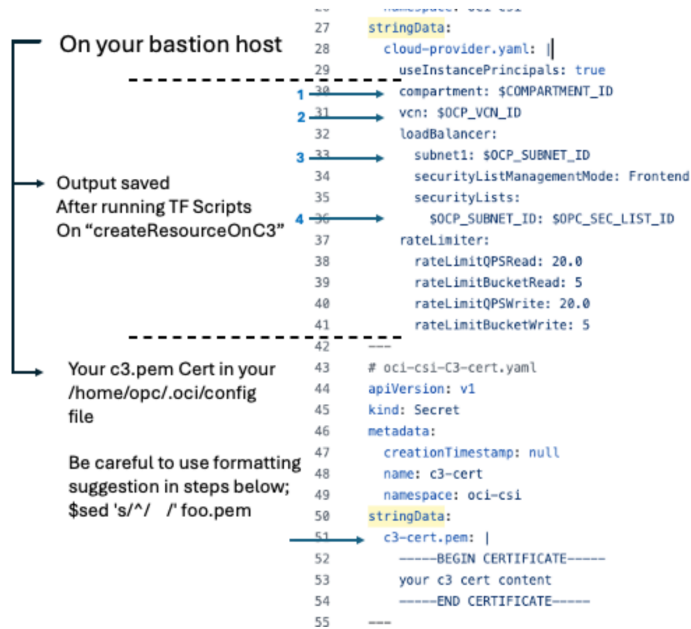 On your bastion host
Output saved
After running TF Scripts
On “createResourceOnC3”
Your c3.pem Cert in your
/home/opc/.oci/config
file
Be careful to use formatting
suggestion in steps below;
$sed 's/^/   /' foo.pem
1
2
3
4
27 stringData:
28 cloud-provider.yaml: |
29 useInstancePrincipals: true
30 compartment: $COMPARTMENT_ID
31 vcn: $OCP_VCN_ID
32 loadBalancer:
33 subnet1: $OCP_SUBNET_ID
34 securityListManagementMode: Frontend
35 securityLists:
36 $OCP_SUBNET_ID: $OPC_SEC_LIST_ID
37 rateLimiter:
38 rateLimitQPSRead: 20.0
39 rateLimitBucketRead: 5
40 rateLimitQPSWrite: 20.0
41 rateLimitBucketWrite: 5
42 ---
43 # oci-csi-C3-cert.yaml
44 apiVersion: v1
45 kind: Secret
46 metadata:
47 creationTimestamp: null
48 name: c3-cert
49 namespace: oci-csi
50 stringData:
51 c3-cert.pem: |
52 -----BEGIN CERTIFICATE-----
53 your c3 cert content
54 -----END CERTIFICATE-----
55 ---